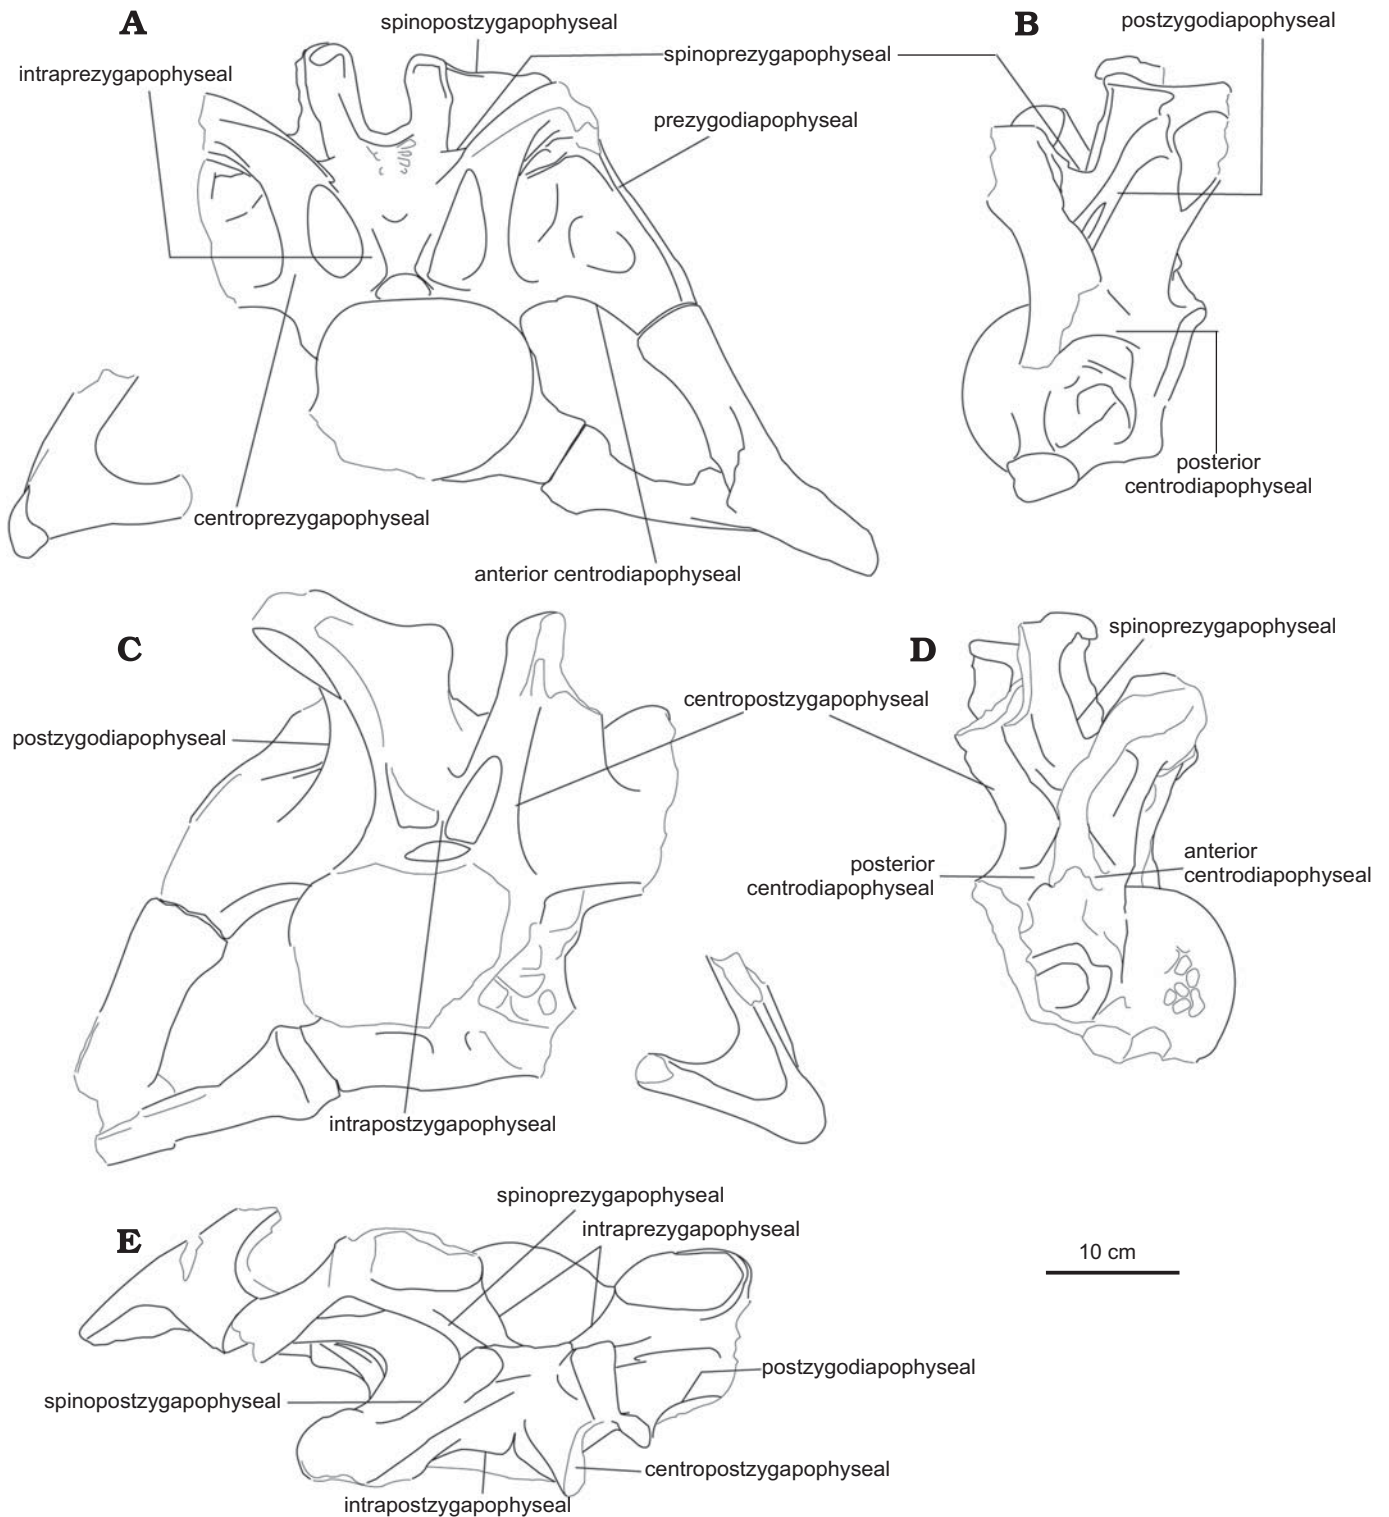 A
spinopostzygapophyseal
B
postzygodiapophyseal
intraprezygapophyseal
spinoprezygapophyseal
prezygodiapophyseal
posterior
centrodiapophyseal
centroprezygapophyseal
anterior centrodiapophyseal
C
D
spinoprezygapophyseal
centropostzygapophyseal
postzygodiapophyseal
posterior
centrodiapophyseal
anterior
centrodiapophyseal
intrapostzygapophyseal
E
spinoprezygapophyseal
intraprezygapophyseal
10 cm
postzygodiapophyseal
spinopostzygapophyseal
centropostzygapophyseal
intrapostzygapophyseal